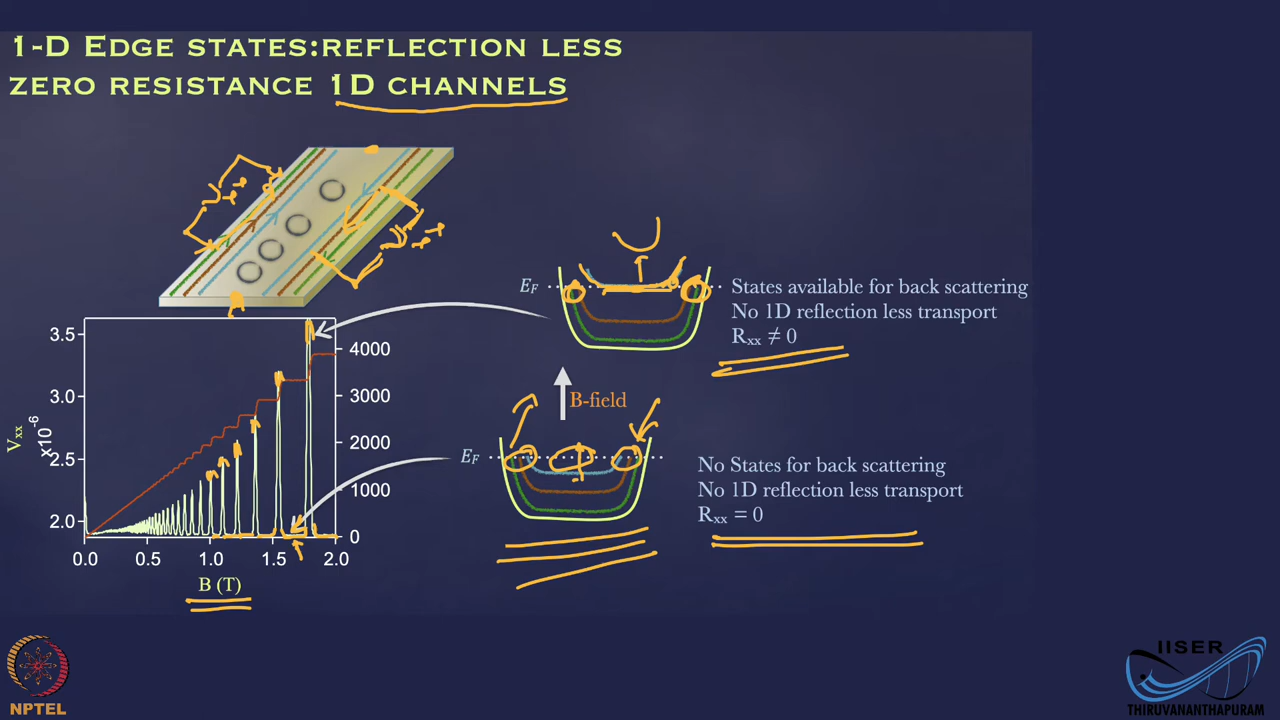 1-D EDGE STATES:REFLECTION LESS
ZERO RESISTANCE 1D CHANNELS
E_F
States available for back scattering
No 1D reflection less transport
R_xx ≠ 0
B-field
E_F
No States for back scattering
No 1D reflection less transport
R_xx = 0
V_xx
x10^-6
3.5
3.0
2.5
2.0
4000
3000
2000
1000
0
0.0 0.5 1.0 1.5 2.0
B (T)
NPTEL
IISER
THIRUVANANTHAPURAM